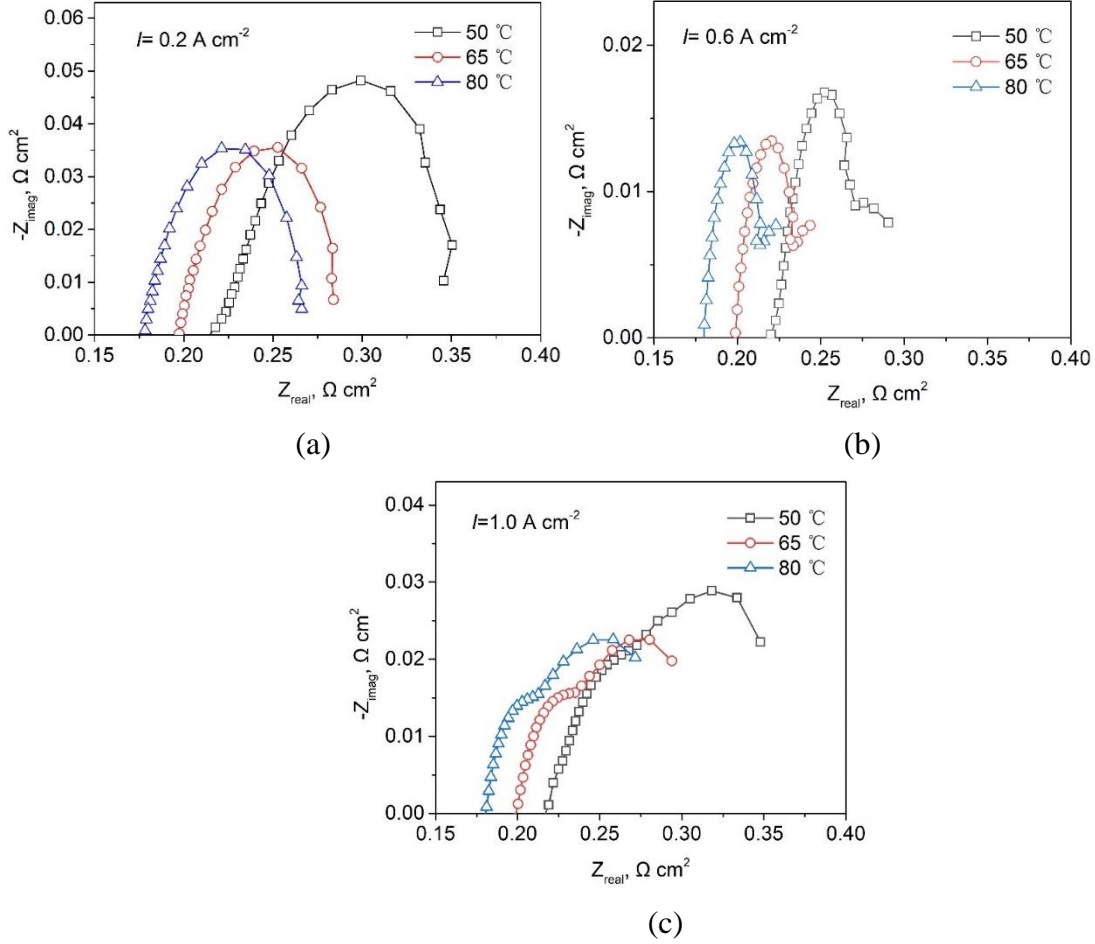 I= 0.2 A cm-2
50 ℃
65 ℃
80 ℃
0.06
0.05
0.04
0.03
0.02
0.01
0.00
-Zimag, Ω cm2
0.15 0.20 0.25 0.30 0.35 0.40
Zreal, Ω cm2
(a)
I= 0.6 A cm-2
50 ℃
65 ℃
80 ℃
0.02
0.01
0.00
-Zimag, Ω cm2
0.15 0.20 0.25 0.30 0.35 0.40
Zreal, Ω cm2
(b)
I=1.0 A cm-2
50 ℃
65 ℃
80 ℃
0.04
0.03
0.02
0.01
0.00
-Zimag, Ω cm2
0.15 0.20 0.25 0.30 0.35 0.40
Zreal, Ω cm2
(c)